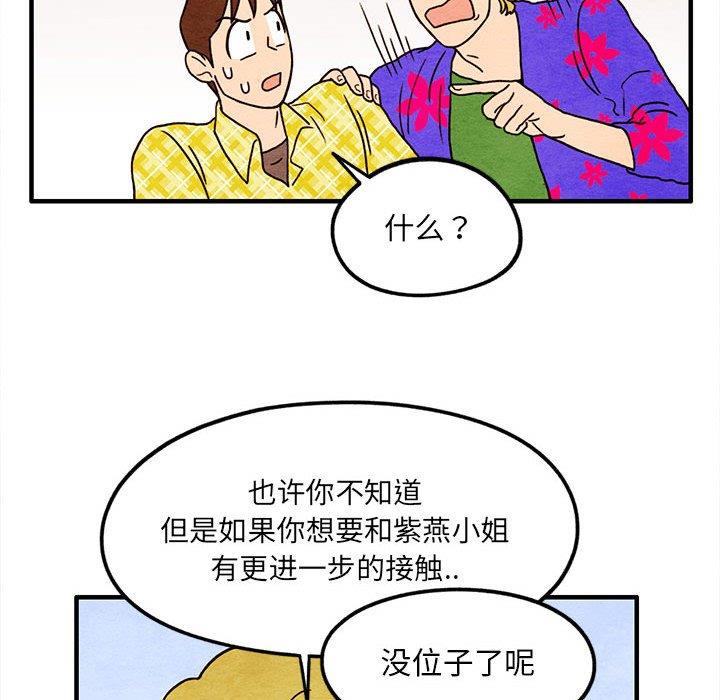 什么？
也许你不知道
但是如果你想要和紫燕小姐
有更进一步的接触..
没位子了呢